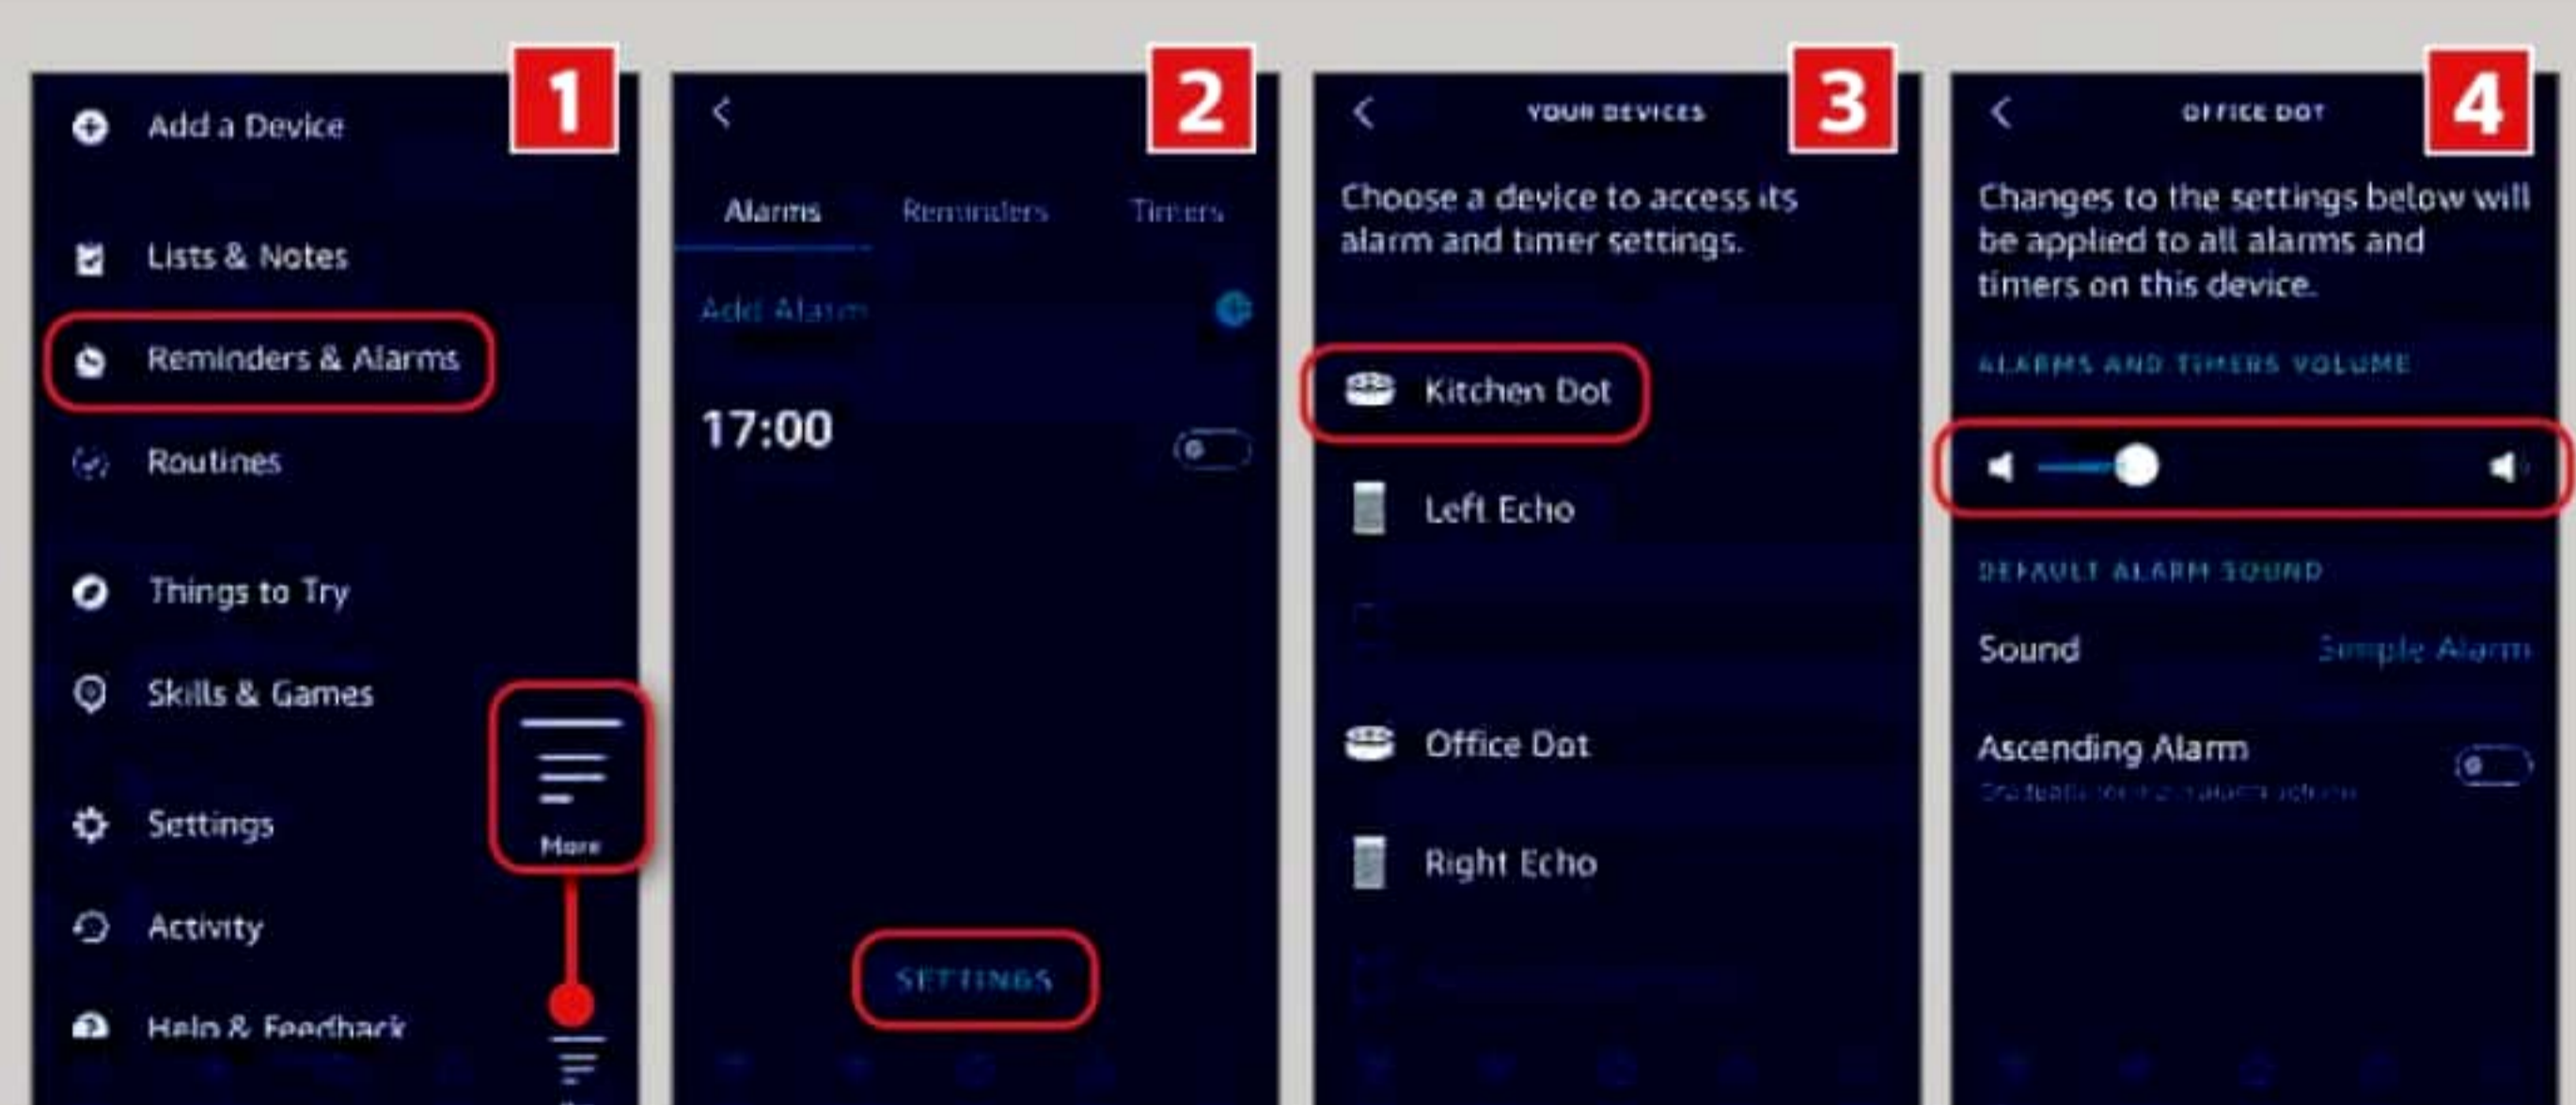 1
Add a Device
Lists & Notes
Reminders & Alarms
Routines
Things to Try
Skills & Games
Settings
More
Activity
Help & Feedback
2
Alarms Reminders Timers
Add Alarm
17:00
SETTINGS
3
YOUR DEVICES
Choose a device to access its
alarm and timer settings.
Kitchen Dot
Left Echo
Office Dot
Right Echo
4
OFFICE DOT
Changes to the settings below will
be applied to all alarms and
timers on this device.
ALARMS AND TIMERS VOLUME
DEFAULT ALARM SOUND
Sound Simple Alarm
Ascending Alarm